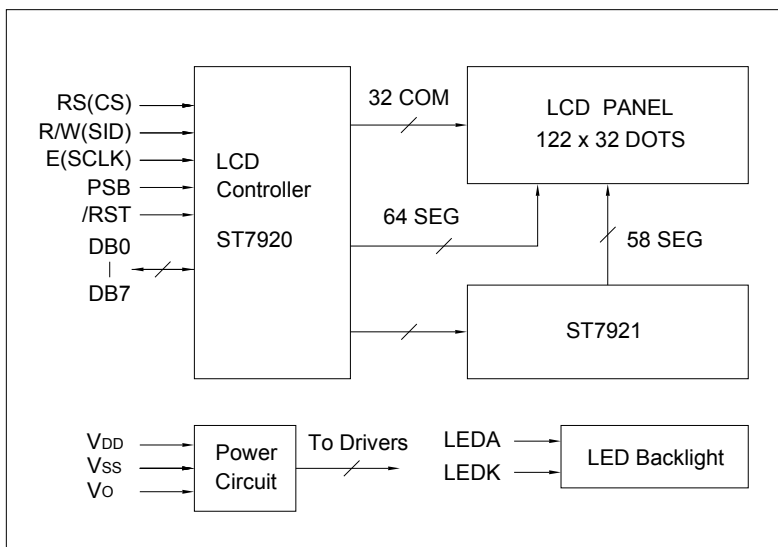 RS(CS)
R/W(SID)
E(SCLK)
PSB
/RST
DB0
|
DB7
LCD
Controller
ST7920
32 COM
64 SEG
LCD PANEL
122 x 32 DOTS
58 SEG
ST7921
VDD
VSS
VO
Power
Circuit
To Drivers
LEDA
LEDK
LED Backlight